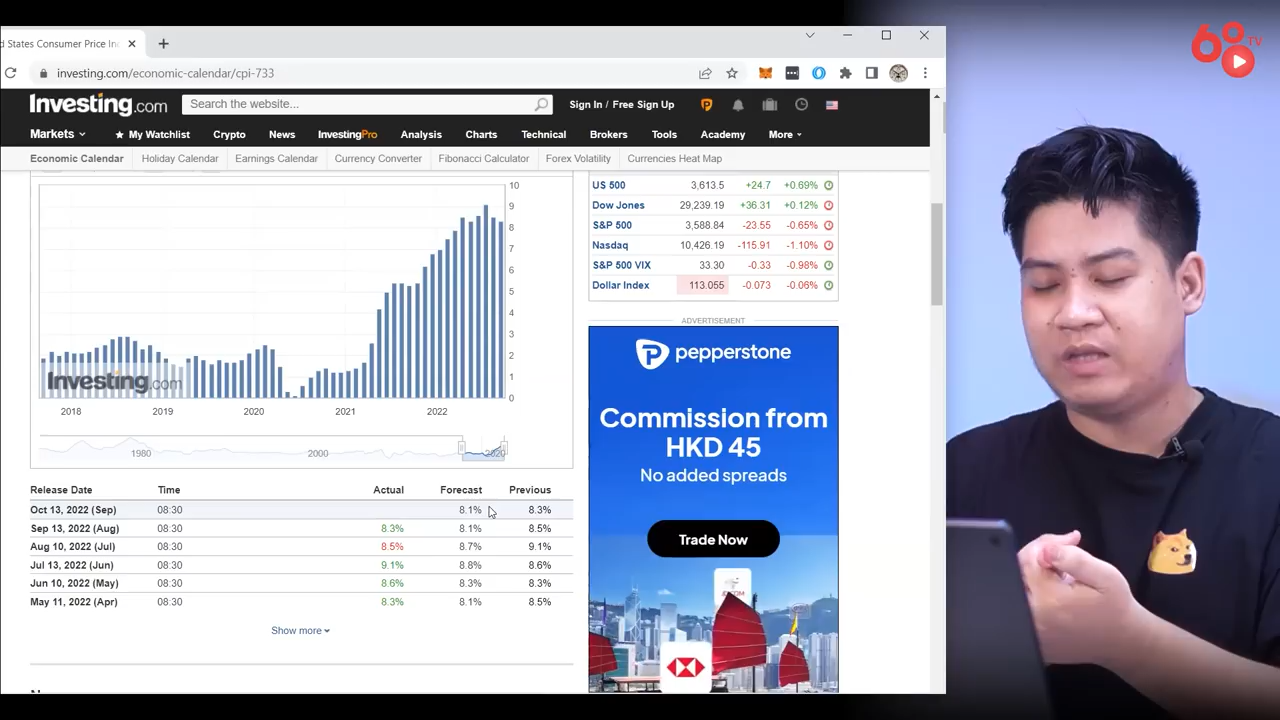 d States Consumer Price Inc
investing.com/economic-calendar/cpi-733
Investing.com
Search the website...
Sign In / Free Sign Up
Markets
My Watchlist
Crypto
News
InvestingPro
Analysis
Charts
Technical
Brokers
Tools
Academy
More
Economic Calendar
Holiday Calendar
Earnings Calendar
Currency Converter
Fibonacci Calculator
Forex Volatility
Currencies Heat Map
10
9
8
7
6
5
4
3
2
1
0
Investing.com
2018 2019 2020 2021 2022
1980 2000 2020
Release Date Time Actual Forecast Previous
Oct 13, 2022 (Sep) 08:30 8.1% 8.3%
Sep 13, 2022 (Aug) 08:30 8.3% 8.1% 8.5%
Aug 10, 2022 (Jul) 08:30 8.5% 8.7% 9.1%
Jul 13, 2022 (Jun) 08:30 9.1% 8.8% 8.6%
Jun 10, 2022 (May) 08:30 8.6% 8.3% 8.3%
May 11, 2022 (Apr) 08:30 8.3% 8.1% 8.5%
Show more
US 500 3,613.5 +24.7 +0.69%
Dow Jones 29,239.19 +36.31 +0.12%
S&P 500 3,588.84 -23.55 -0.65%
Nasdaq 10,426.19 -115.91 -1.10%
S&P 500 VIX 33.30 -0.33 -0.98%
Dollar Index 113.055 -0.073 -0.06%
ADVERTISEMENT
pepperstone
Commission from
HKD 45
No added spreads
Trade Now
68
TV